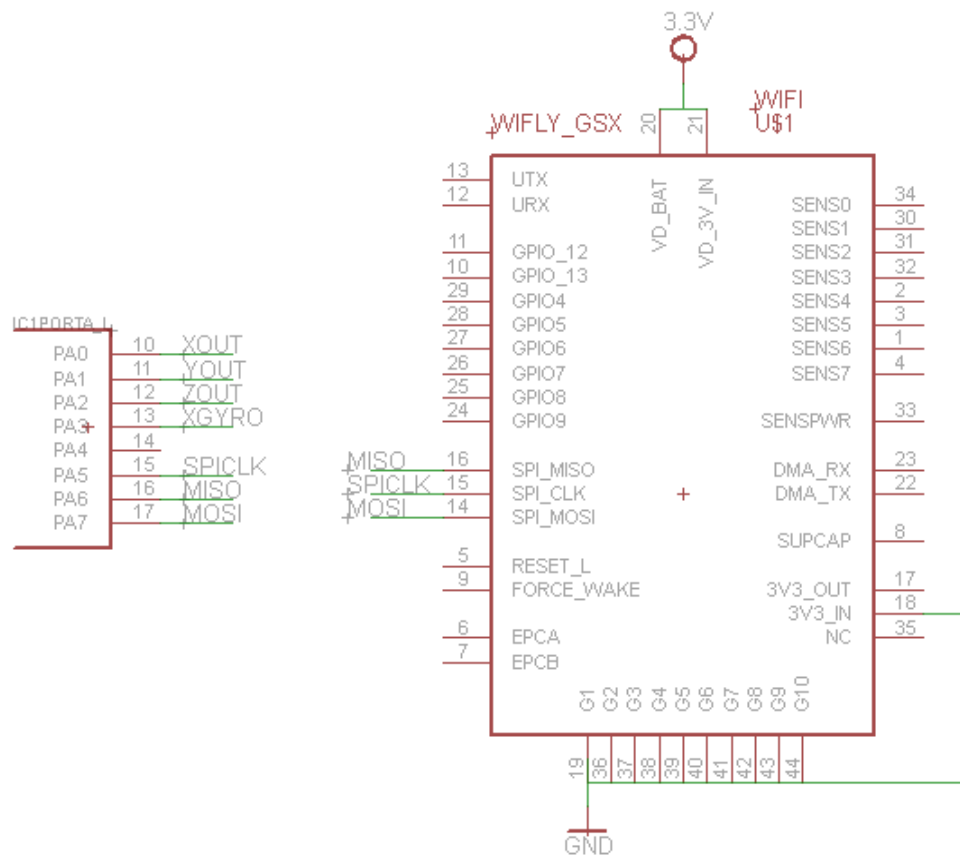 3.3V
WIFI
U$1
WIFLY_GSX
20
21
VD_BAT
VD_3V_IN
13 UTX
12 URX
11 GPIO_12
10 GPIO_13
29 GPIO4
28 GPIO5
27 GPIO6
26 GPIO7
25 GPIO8
24 GPIO9
MISO 16 SPI_MISO
SPICLK 15 SPI_CLK
MOSI 14 SPI_MOSI
5 RESET_L
9 FORCE_WAKE
6 EPCA
7 EPCB
SENS0 34
SENS1 30
SENS2 31
SENS3 32
SENS4 2
SENS5 3
SENS6 1
SENS7 4
SENSPWR 33
DMA_RX 23
DMA_TX 22
SUPCAP 8
3V3_OUT 17
3V3_IN 18
NC 35
G1
G2
G3
G4
G5
G6
G7
G8
G9
G10
19
36
37
38
39
40
41
42
43
44
GND
IC1PORTA_L
PA0 10 XOUT
PA1 11 YOUT
PA2 12 ZOUT
PA3 13 XGYRO
PA4 14
PA5 15 SPICLK
PA6 16 MISO
PA7 17 MOSI